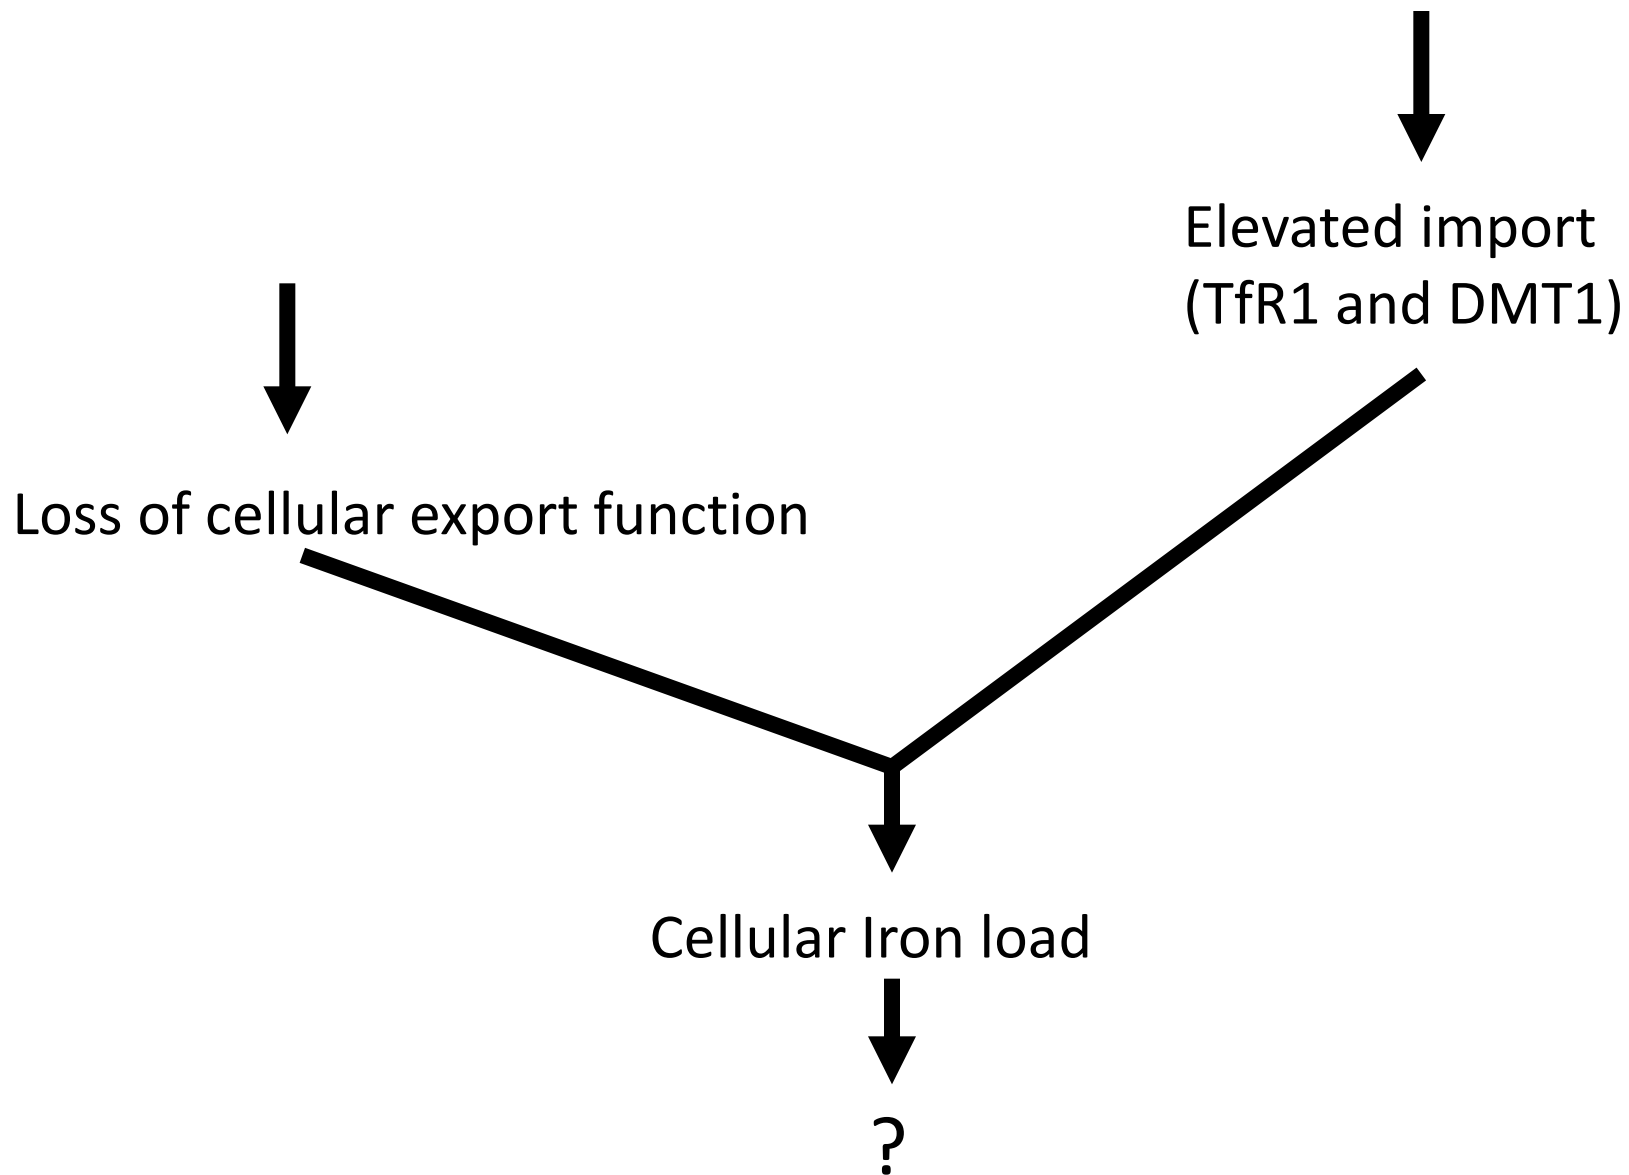 Elevated import
(TfR1 and DMT1)
Loss of cellular export function
Cellular Iron load
?